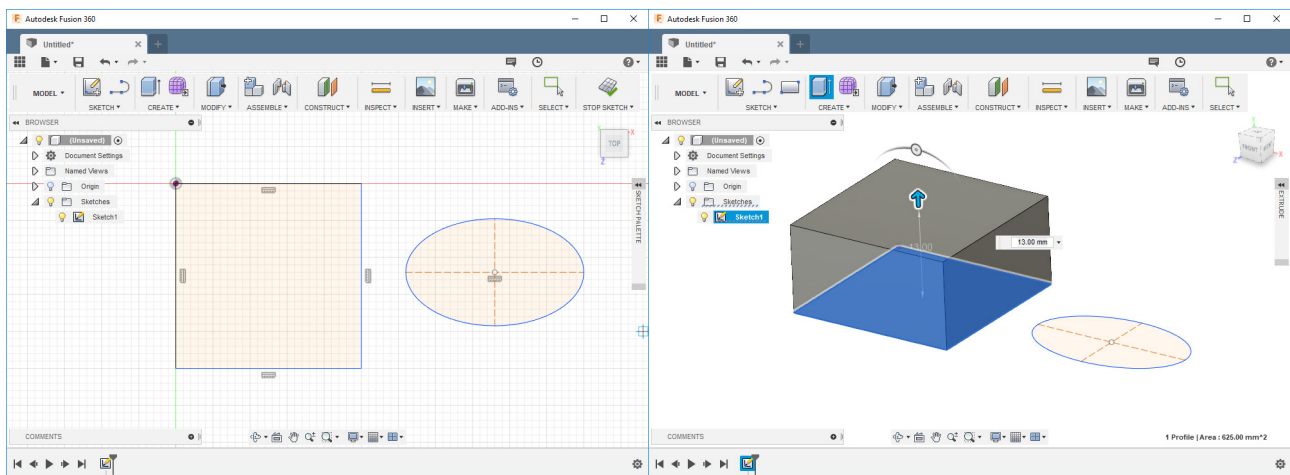 Autodesk Fusion 360
Untitled*
MODEL
SKETCH
CREATE
MODIFY
ASSEMBLE
CONSTRUCT
INSPECT
INSERT
MAKE
ADD-INS
SELECT
STOP SKETCH
BROWSER
(Unsaved)
Document Settings
Named Views
Origin
Sketches
Sketch1
TOP
X
Z
SKETCH PALETTE
COMMENTS
Autodesk Fusion 360
Untitled*
MODEL
SKETCH
CREATE
MODIFY
ASSEMBLE
CONSTRUCT
INSPECT
INSERT
MAKE
ADD-INS
SELECT
BROWSER
(Unsaved)
Document Settings
Named Views
Origin
Sketches
Sketch1
FRONT
Z
X
EXTRUDE
13.00
13.00 mm
COMMENTS
1 Profile | Area : 625.00 mm^2